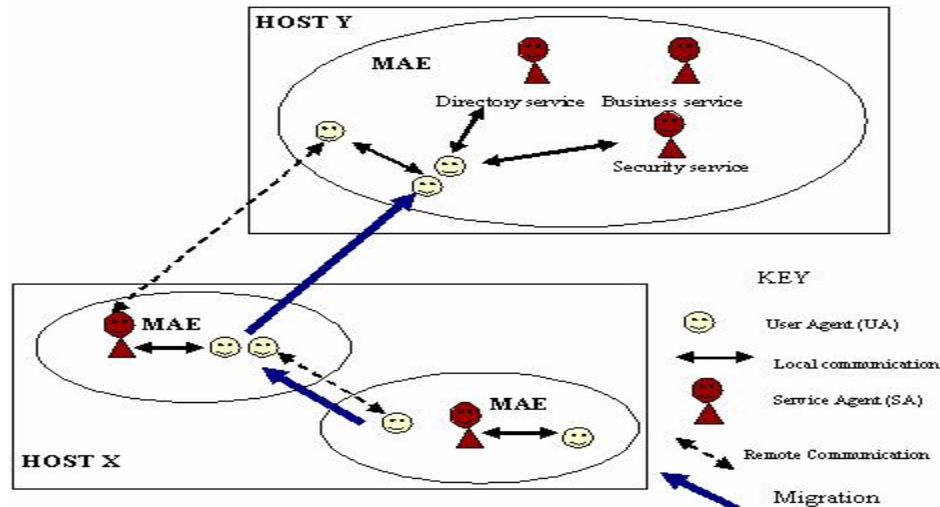 HOST Y
MAE
Directory service
Business service
Security service
MAE
MAE
HOST X
KEY
User Agent (UA)
Local communication
Service Agent (SA)
Remote Communication
Migration